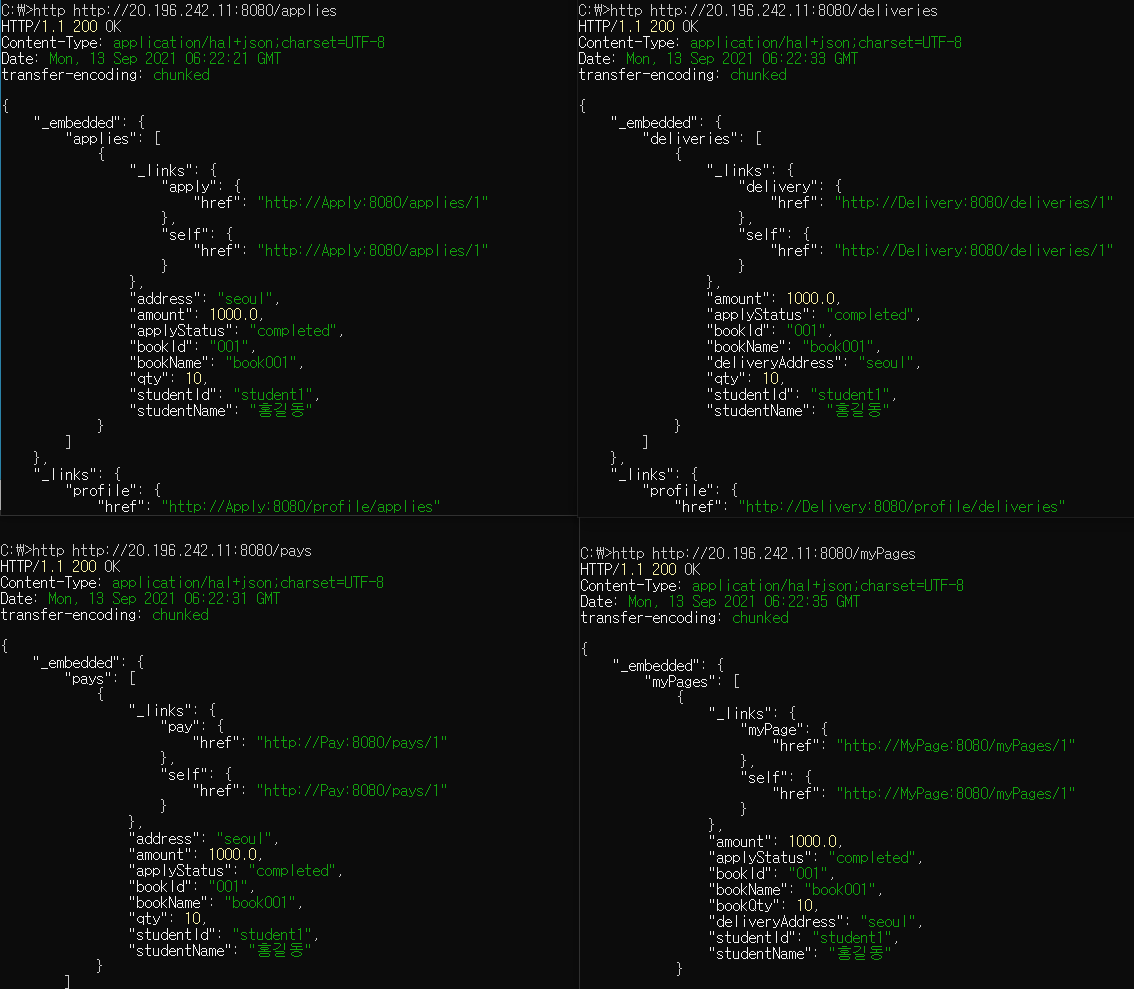 C:\>http http://20.196.242.11:8080/applies
HTTP/1.1 200 OK
Content-Type: application/hal+json;charset=UTF-8
Date: Mon, 13 Sep 2021 06:22:21 GMT
transfer-encoding: chunked
{
"_embedded": {
"applies": [
{
"_links": {
"apply": {
"href": "http://Apply:8080/applies/1"
},
"self": {
"href": "http://Apply:8080/applies/1"
}
},
"address": "seoul",
"amount": 1000.0,
"applyStatus": "completed",
"bookId": "001",
"bookName": "book001",
"qty": 10,
"studentId": "student1",
"studentName": "홍길동"
}
]
},
"_links": {
"profile": {
"href": "http://Apply:8080/profile/applies"
C:\>http http://20.196.242.11:8080/deliveries
HTTP/1.1 200 OK
Content-Type: application/hal+json;charset=UTF-8
Date: Mon, 13 Sep 2021 06:22:33 GMT
transfer-encoding: chunked
{
"_embedded": {
"deliveries": [
{
"_links": {
"delivery": {
"href": "http://Delivery:8080/deliveries/1"
},
"self": {
"href": "http://Delivery:8080/deliveries/1"
}
},
"amount": 1000.0,
"applyStatus": "completed",
"bookId": "001",
"bookName": "book001",
"deliveryAddress": "seoul",
"qty": 10,
"studentId": "student1",
"studentName": "홍길동"
}
]
},
"_links": {
"profile": {
"href": "http://Delivery:8080/profile/deliveries"
C:\>http http://20.196.242.11:8080/pays
HTTP/1.1 200 OK
Content-Type: application/hal+json;charset=UTF-8
Date: Mon, 13 Sep 2021 06:22:31 GMT
transfer-encoding: chunked
{
"_embedded": {
"pays": [
{
"_links": {
"pay": {
"href": "http://Pay:8080/pays/1"
},
"self": {
"href": "http://Pay:8080/pays/1"
}
},
"address": "seoul",
"amount": 1000.0,
"applyStatus": "completed",
"bookId": "001",
"bookName": "book001",
"qty": 10,
"studentId": "student1",
"studentName": "홍길동"
}
]
C:\>http http://20.196.242.11:8080/myPages
HTTP/1.1 200 OK
Content-Type: application/hal+json;charset=UTF-8
Date: Mon, 13 Sep 2021 06:22:35 GMT
transfer-encoding: chunked
{
"_embedded": {
"myPages": [
{
"_links": {
"myPage": {
"href": "http://MyPage:8080/myPages/1"
},
"self": {
"href": "http://MyPage:8080/myPages/1"
}
},
"amount": 1000.0,
"applyStatus": "completed",
"bookId": "001",
"bookName": "book001",
"bookQty": 10,
"deliveryAddress": "seoul",
"studentId": "student1",
"studentName": "홍길동"
}